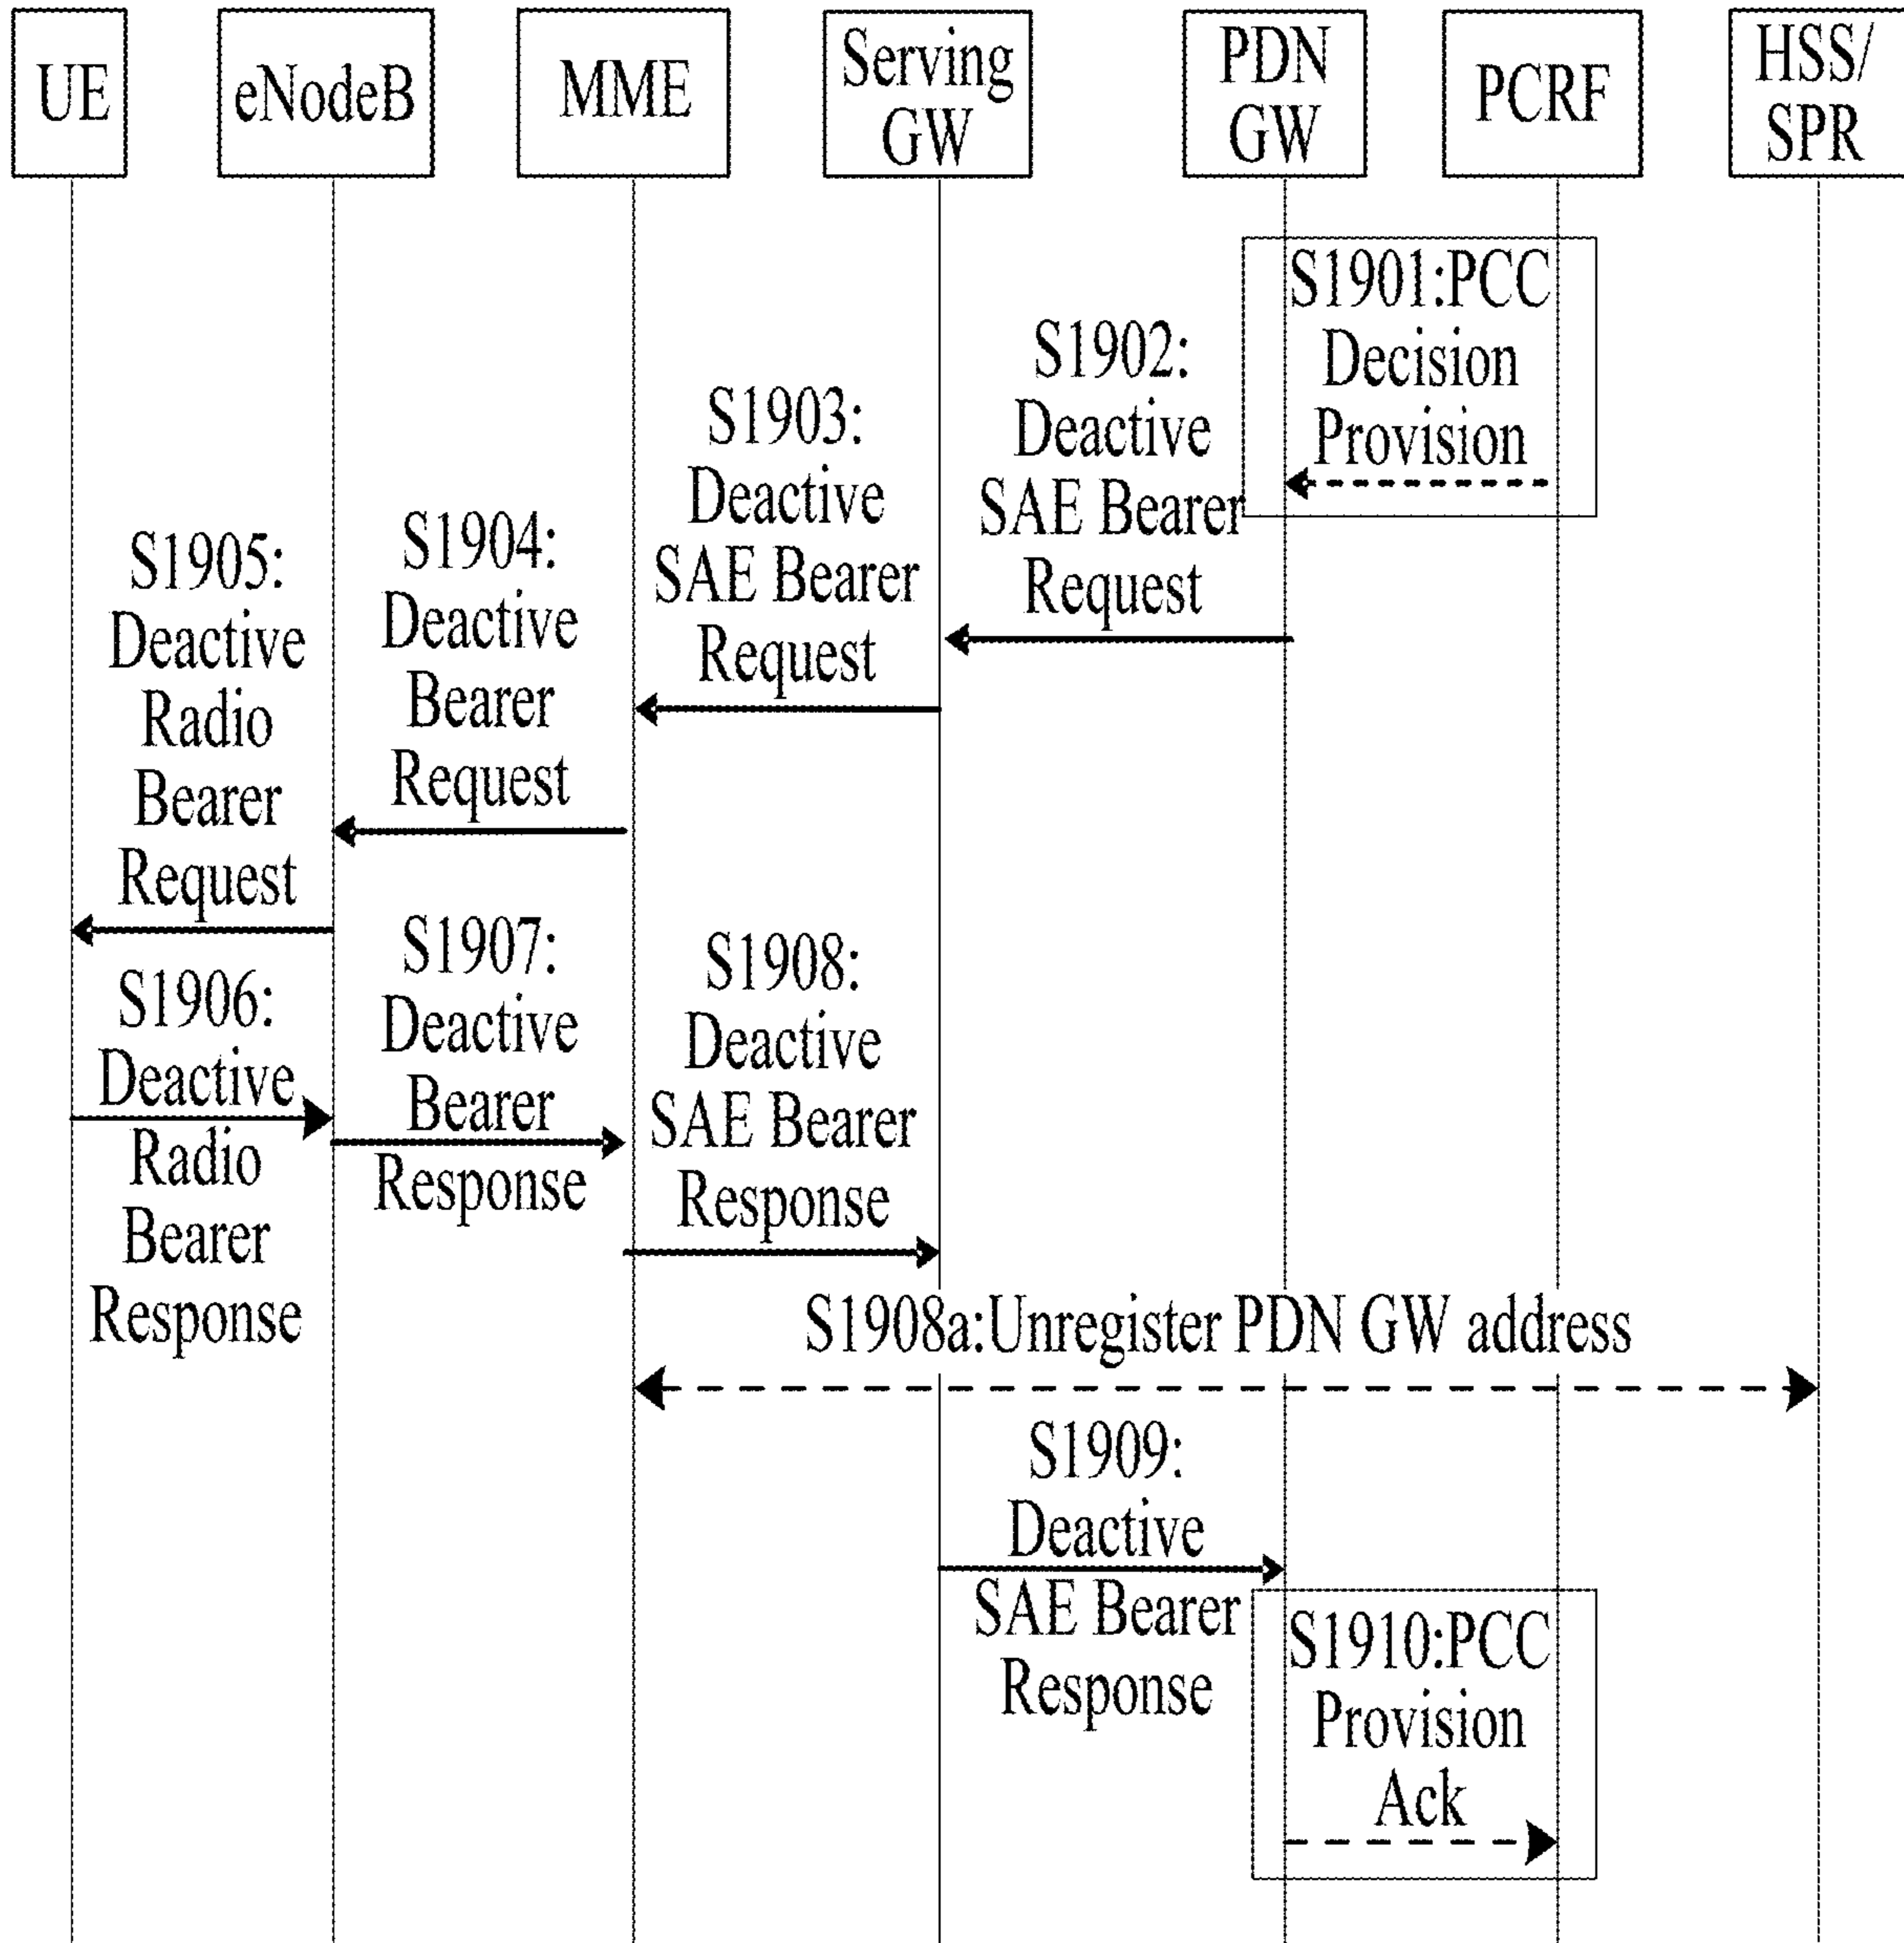 UE
eNodeB
MME
Serving
GW
PDN
GW
PCRF
HSS/
SPR
S1901:PCC
Decision
Provision
S1902:
Deactive
SAE Bearer
Request
S1903:
Deactive
SAE Bearer
Request
S1904:
Deactive
Bearer
Request
S1905:
Deactive
Radio
Bearer
Request
S1906:
Deactive
Radio
Bearer
Response
S1907:
Deactive
Bearer
Response
S1908:
Deactive
SAE Bearer
Response
S1908a:Unregister PDN GW address
S1909:
Deactive
SAE Bearer
Response
S1910:PCC
Provision
Ack